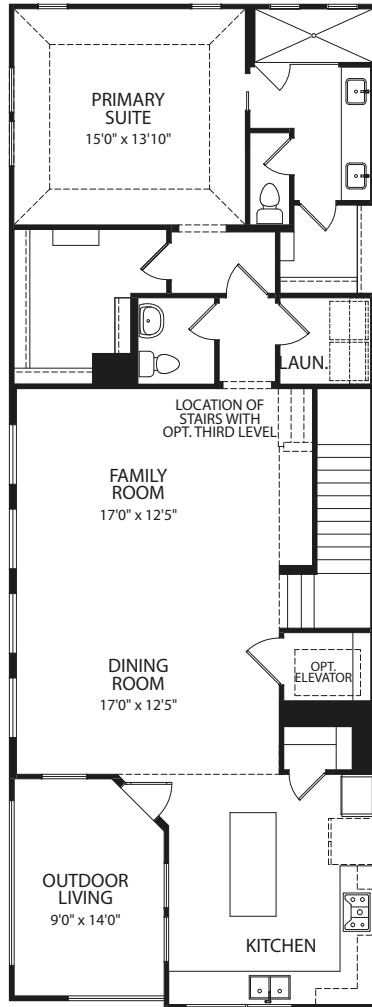 PRIMARY
SUITE
15'0" x 13'10"
LAUN.
LOCATION OF
STAIRS WITH
OPT. THIRD LEVEL
FAMILY
ROOM
17'0" x 12'5"
DINING
ROOM
17'0" x 12'5"
OPT.
ELEVATOR
OUTDOOR
LIVING
9'0" x 14'0"
KITCHEN